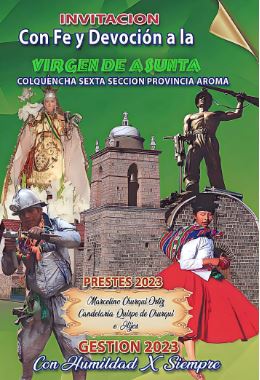 INVITACION
Con Fe y Devoción a la
VIRGEN DE ASUNTA
COLQUENCHA SEXTA SECCION PROVINCIA AROMA
PRESTES 2023
Marcelino Churqui Ortiz
Candelaria Quispe de Churqui
e Hijos
GESTION 2023
Con Humildad X Siempre